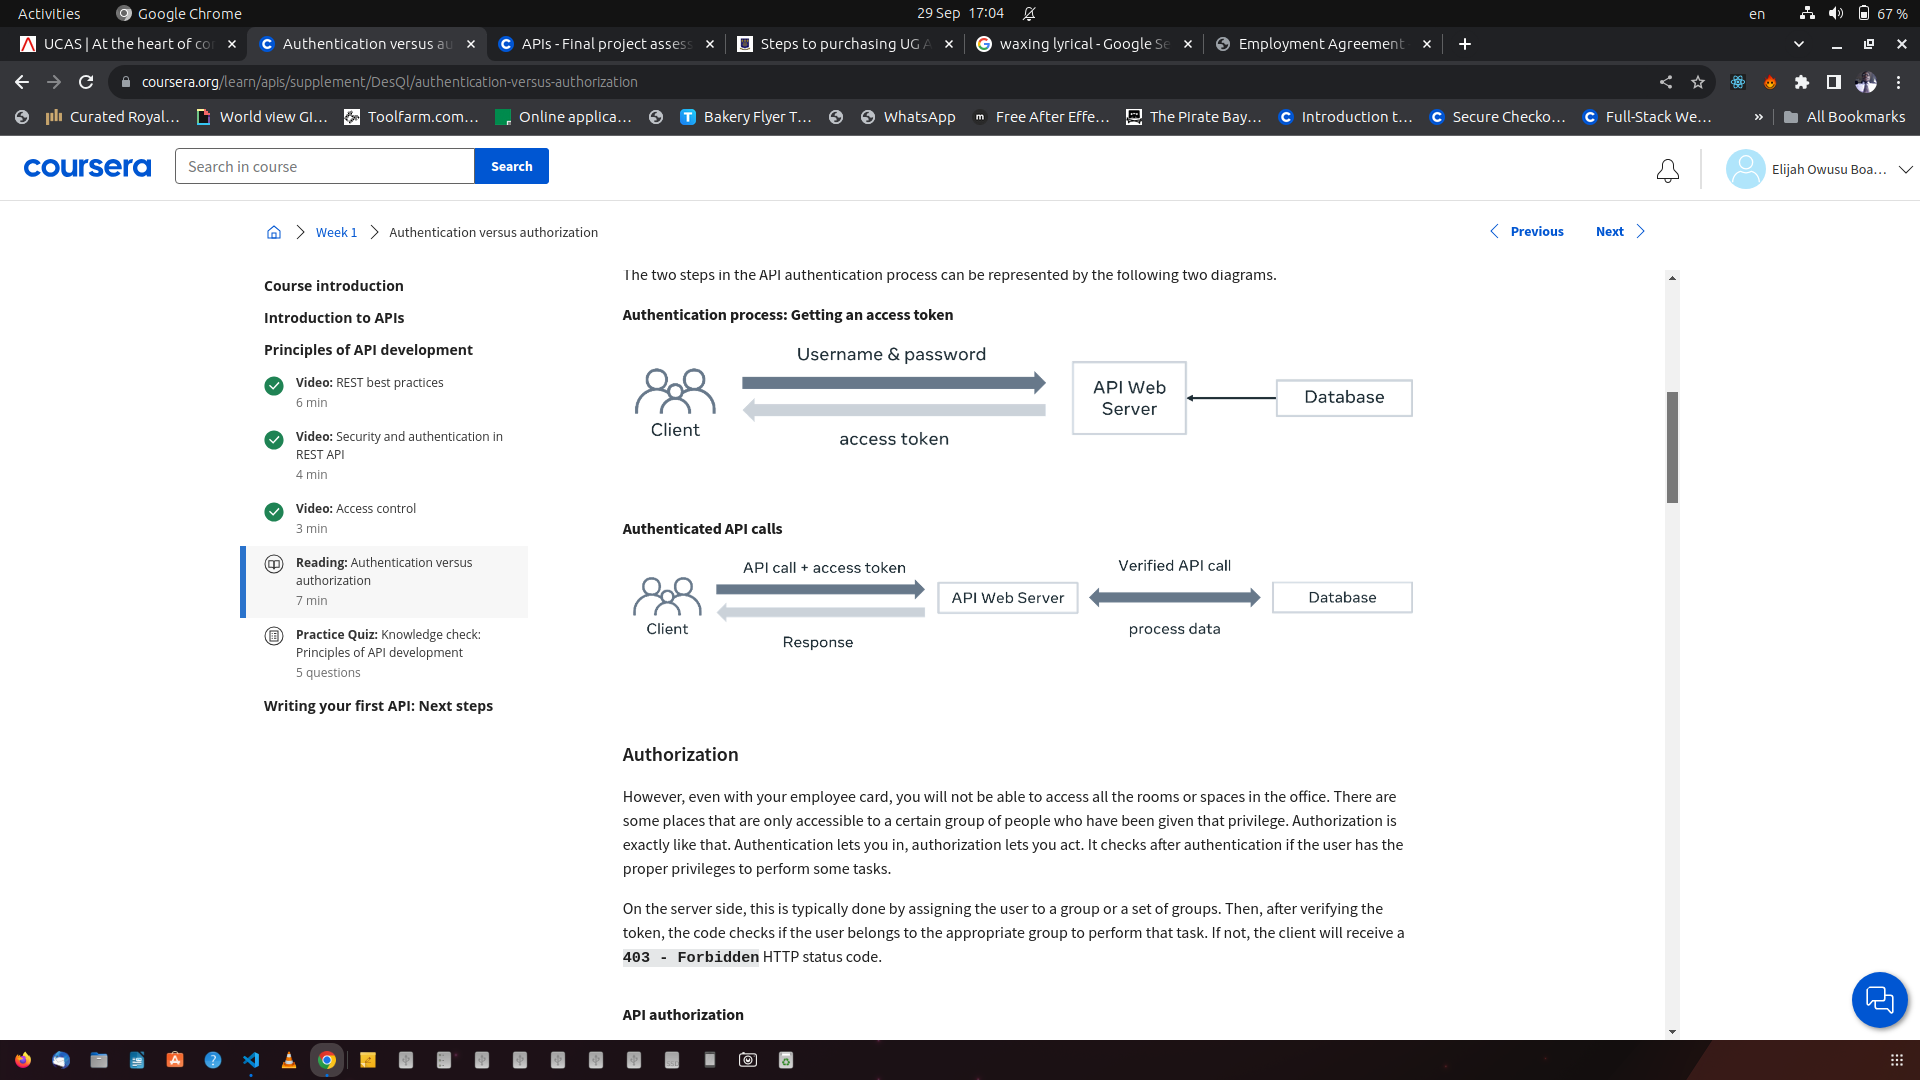 Activities
Google Chrome
29 Sep 17:04
en
67 %
UCAS | At the heart of co
Authentication versus au
APIs - Final project assess
Steps to purchasing UG A
waxing lyrical - Google Se
Employment Agreement
coursera.org/learn/apis/supplement/DesQl/authentication-versus-authorization
Curated Royal...
World view GI...
Toolfarm.com...
Online applica...
Bakery Flyer T...
WhatsApp
Free After Effe...
The Pirate Bay...
Introduction t...
Secure Checko...
Full-Stack We...
»
All Bookmarks
coursera
Search in course
Search
Elijah Owusu Boa...
Week 1
Authentication versus authorization
Previous
Next
Course introduction
Introduction to APIs
Principles of API development
Video: REST best practices
6 min
Video: Security and authentication in
REST API
4 min
Video: Access control
3 min
Reading: Authentication versus
authorization
7 min
Practice Quiz: Knowledge check:
Principles of API development
5 questions
Writing your first API: Next steps
The two steps in the API authentication process can be represented by the following two diagrams.
Authentication process: Getting an access token
Username & password
Client
access token
API Web
Server
Database
Authenticated API calls
API call + access token
Client
Response
API Web Server
Verified API call
process data
Database
Authorization
However, even with your employee card, you will not be able to access all the rooms or spaces in the office. There are
some places that are only accessible to a certain group of people who have been given that privilege. Authorization is
exactly like that. Authentication lets you in, authorization lets you act. It checks after authentication if the user has the
proper privileges to perform some tasks.
On the server side, this is typically done by assigning the user to a group or a set of groups. Then, after verifying the
token, the code checks if the user belongs to the appropriate group to perform that task. If not, the client will receive a
403 - Forbidden HTTP status code.
API authorization